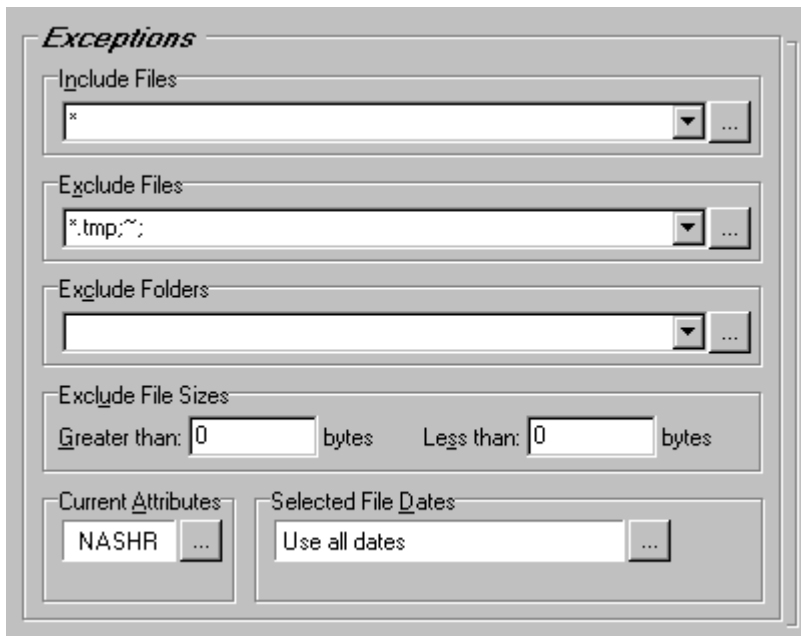 Exceptions
Include Files
*
...
Exclude Files
*.tmp;~;
...
Exclude Folders
...
Exclude File Sizes
Greater than: 0 bytes Less than: 0 bytes
Current Attributes Selected File Dates
NASHR ... Use all dates ...